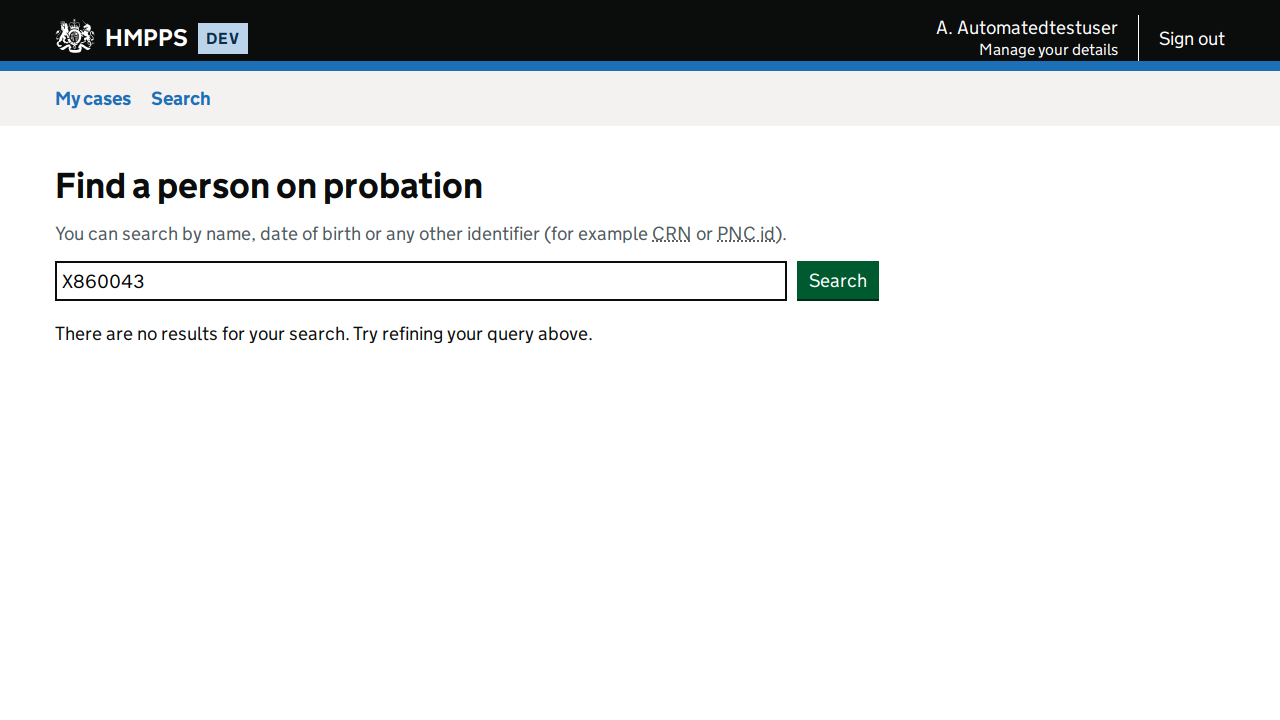 HMPPS DEV
A. Automatedtestuser
Manage your details
Sign out
My cases Search
Find a person on probation
You can search by name, date of birth or any other identifier (for example CRN or PNC id).
X860043 Search
There are no results for your search. Try refining your query above.